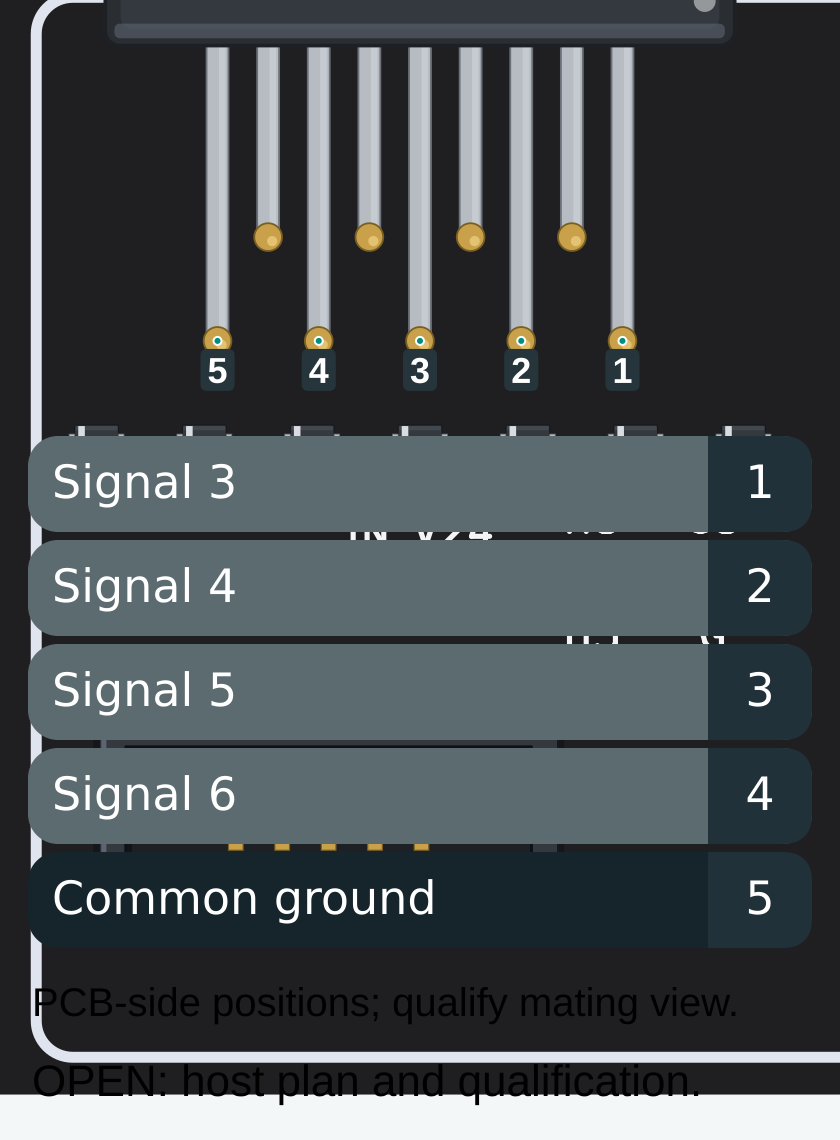 5 4 3 2 1
Signal 3 1
Signal 4 2
Signal 5 3
Signal 6 4
Common ground 5
PCB-side positions; qualify mating view.
OPEN: host plan and qualification.